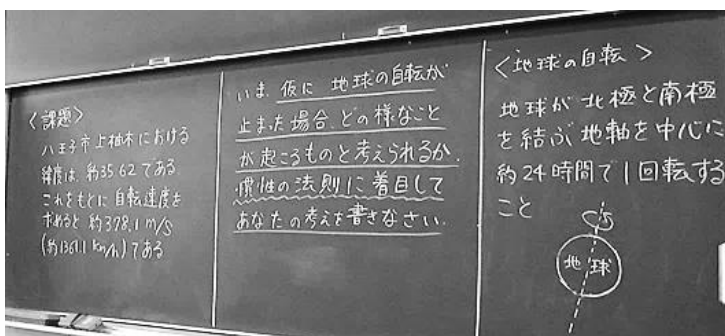 <課題>
八王子市上柚木における
緯度は、約35.62である
これをもとに自転速度を
求めると約378.1 m/s
(約1361.1 km/h)である
いま、仮に 地球の自転が
止まった場合、どの様なこと
が起こるものと考えられるか.
慣性の法則に着目して
あなたの考えを書きなさい.
<地球の自転>
地球が北極と南極
を結ぶ地軸を中心に
約24時間で1回転する
こと
地球